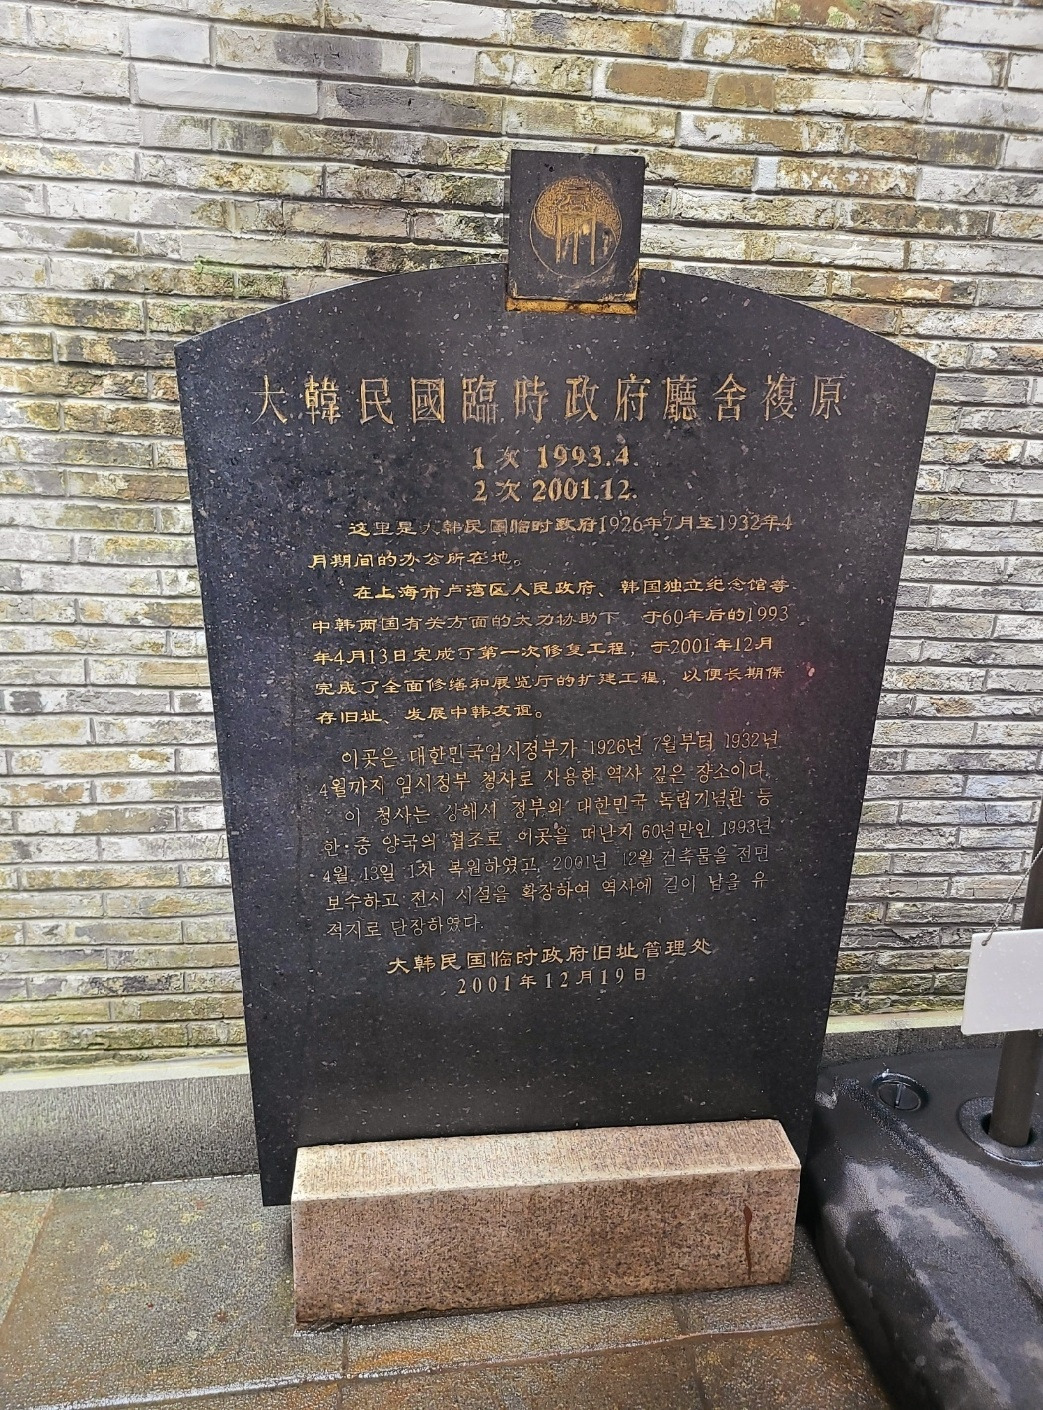 大韓民國臨時政府廳舍複原
1次 1993.4.
2次 2001.12.
这里是大韩民国临时政府1926年7月至1932年4
月期间的办公所在地。
在上海市卢湾区人民政府、韩国独立纪念馆等
中韩两国有关方面的大力协助下 于60年后的1993
年4月13日完成了第一次修复工程，于2001年12月
完成了全面修缮和展览厅的扩建工程，以便长期保
存旧址、发展中韩友谊。
이곳은 대한민국임시정부가 1926년 7월부터 1932년
4월까지 임시정부 청사로 사용한 역사 깊은 장소이다.
이 청사는 상해서 정부와 대한민국 독립기념관 등
한·중 양국의 협조로 이곳을 떠난지 60년만인 1993년
4월 13일 1차 복원하였고, 2001년 12월 건축물을 전면
보수하고 전시 시설을 확장하여 역사에 길이 남을 유
적지로 단장하였다.
大韩民国临时政府旧址管理处
2001年12月19日